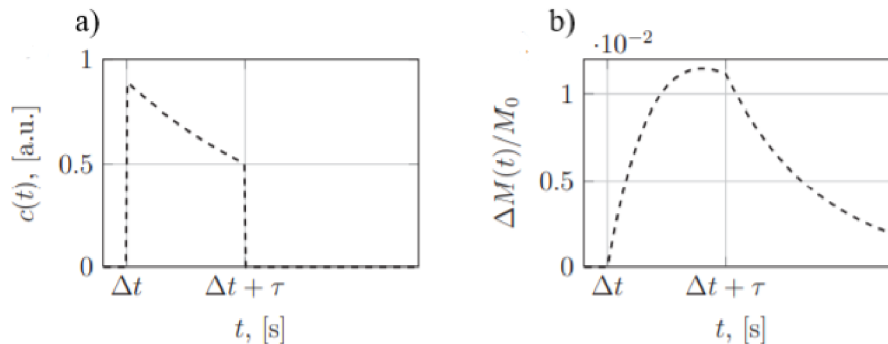 a)
c(t), [a.u.]
1
0.5
0
Δt
Δt + τ
t, [s]
b)
·10⁻²
ΔM(t)/M₀
1
0.5
0
Δt
Δt + τ
t, [s]